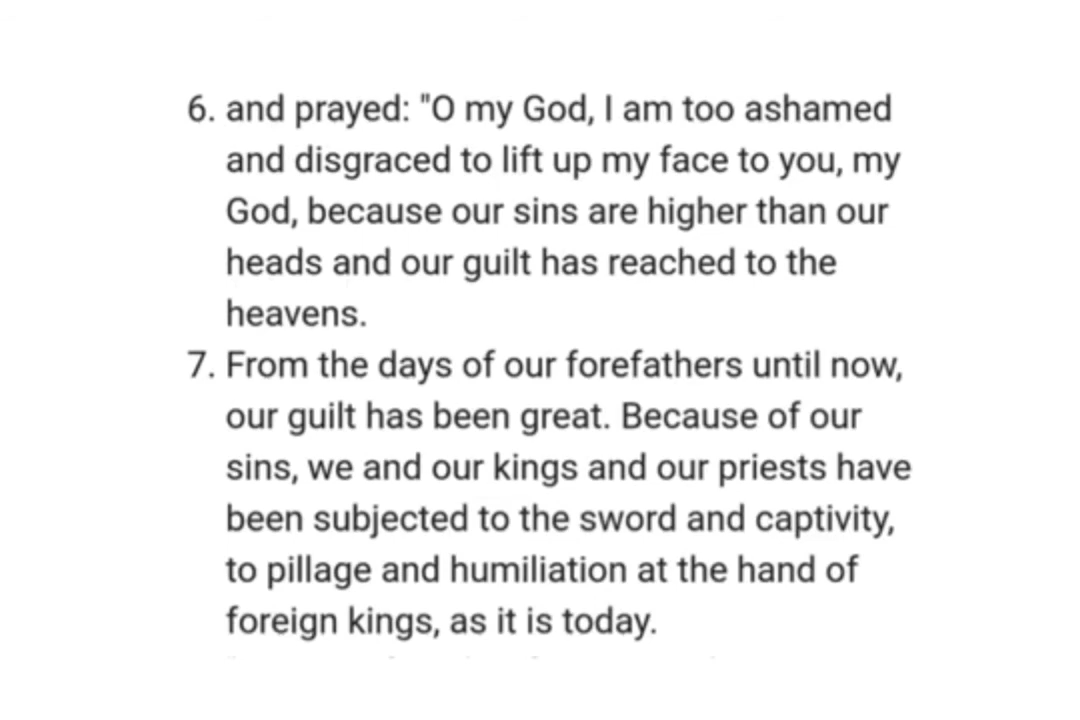 6. and prayed: "O my God, I am too ashamed
and disgraced to lift up my face to you, my
God, because our sins are higher than our
heads and our guilt has reached to the
heavens.
7. From the days of our forefathers until now,
our guilt has been great. Because of our
sins, we and our kings and our priests have
been subjected to the sword and captivity,
to pillage and humiliation at the hand of
foreign kings, as it is today.